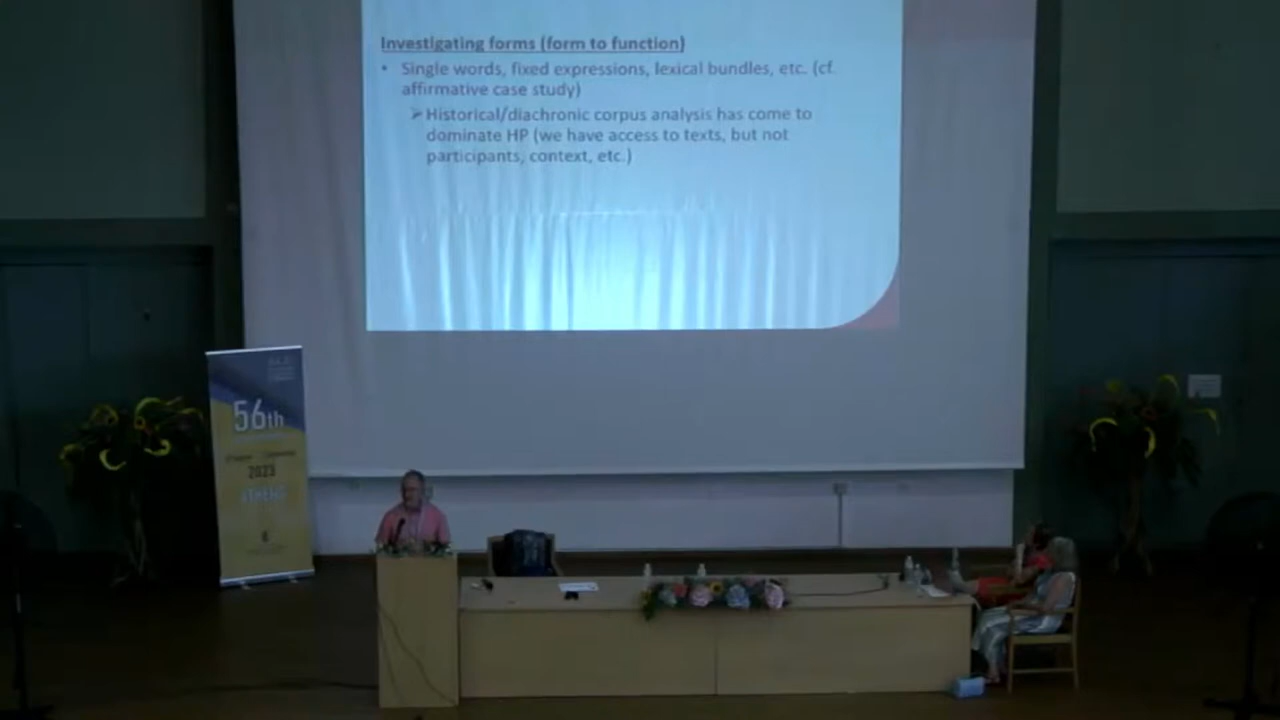 Investigating forms (form to function)
• Single words, fixed expressions, lexical bundles, etc. (cf.
affirmative case study)
➢ Historical/diachronic corpus analysis has come to
dominate HP (we have access to texts, but not
participants, context, etc.)
56th
2023
ATHENS